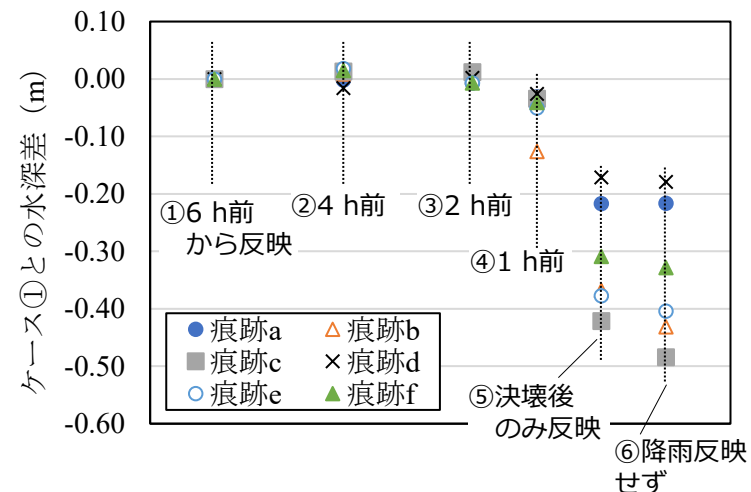 0.10
0.00
-0.10
-0.20
-0.30
-0.40
-0.50
-0.60
ケース①との水深差（m）
①6 h前
から反映
②4 h前
③2 h前
④1 h前
⑤決壊後
のみ反映
⑥降雨反映
せず
痕跡a
痕跡b
痕跡c
痕跡d
痕跡e
痕跡f